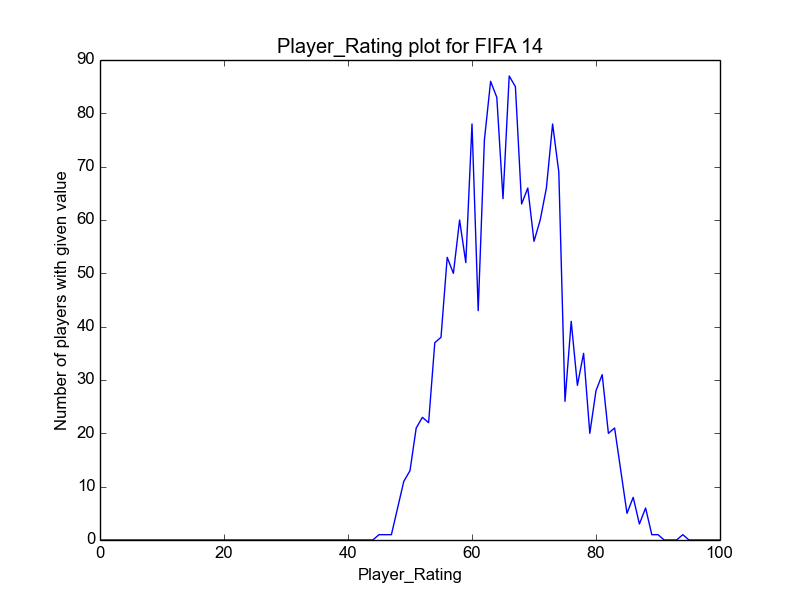 Player_Rating plot for FIFA 14
90
80
70
60
50
40
30
20
10
0
Number of players with given value
0 20 40 60 80 100
Player_Rating